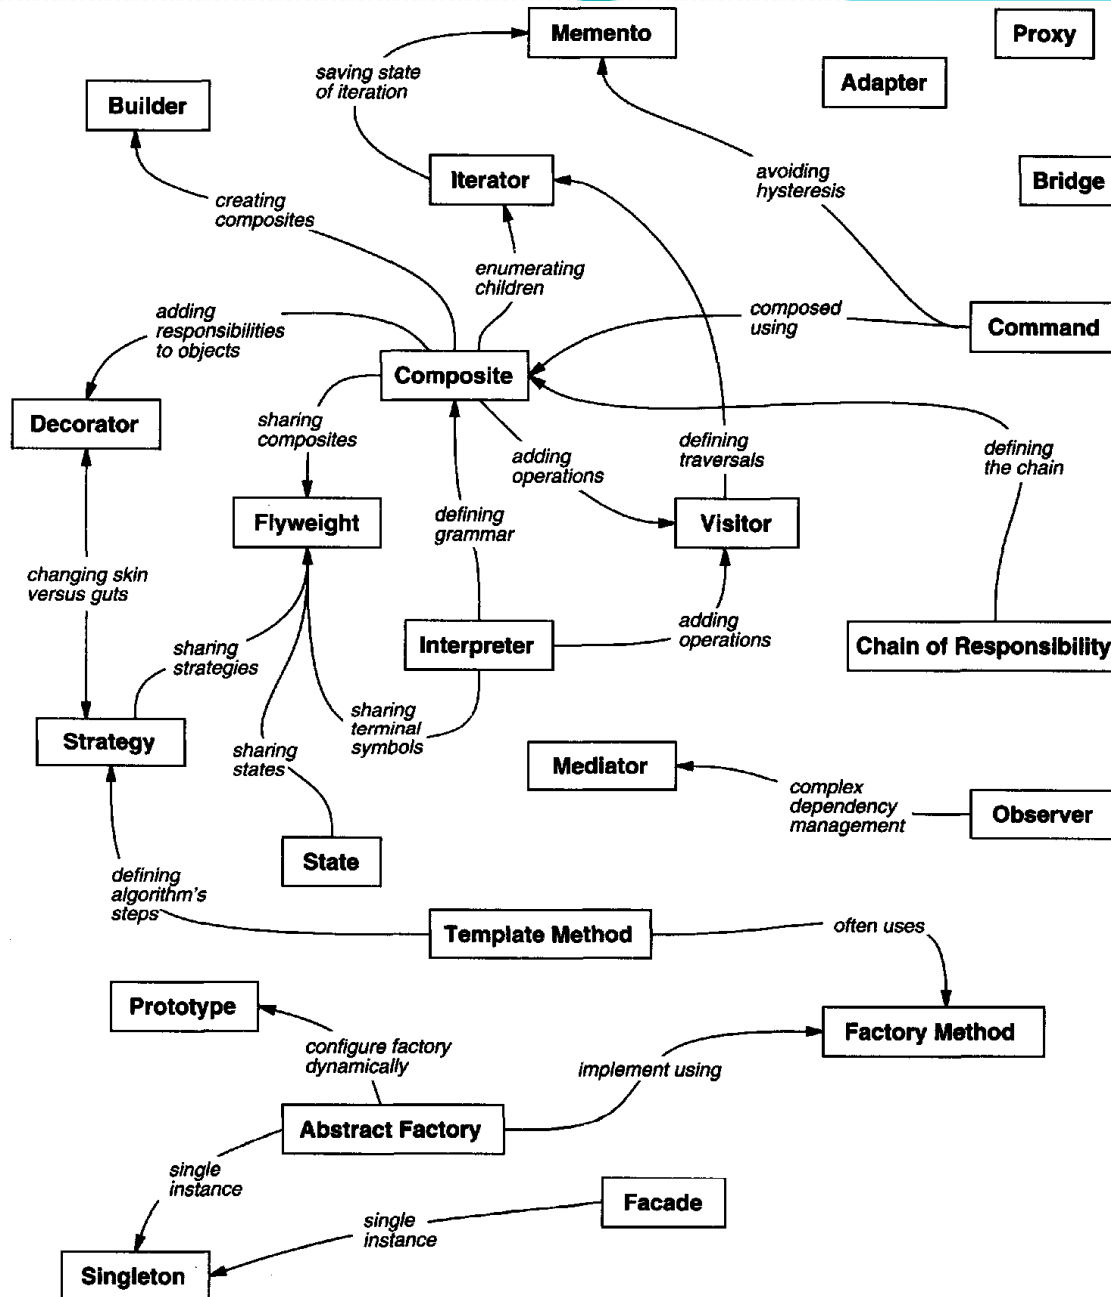 Memento
Proxy
Adapter
saving state
of iteration
Builder
Iterator
avoiding
hysteresis
Bridge
creating
composites
enumerating
children
adding
responsibilities
to objects
composed
using
Command
Composite
Decorator
sharing
composites
adding
operations
defining
traversals
defining
the chain
Flyweight
defining
grammar
Visitor
changing skin
versus guts
sharing
strategies
Interpreter
adding
operations
Chain of Responsibility
Strategy
sharing
states
sharing
terminal
symbols
Mediator
complex
dependency
management
Observer
State
defining
algorithm's
steps
Template Method
often uses
Prototype
configure factory
dynamically
implement using
Factory Method
Abstract Factory
single
instance
Facade
single
instance
Singleton